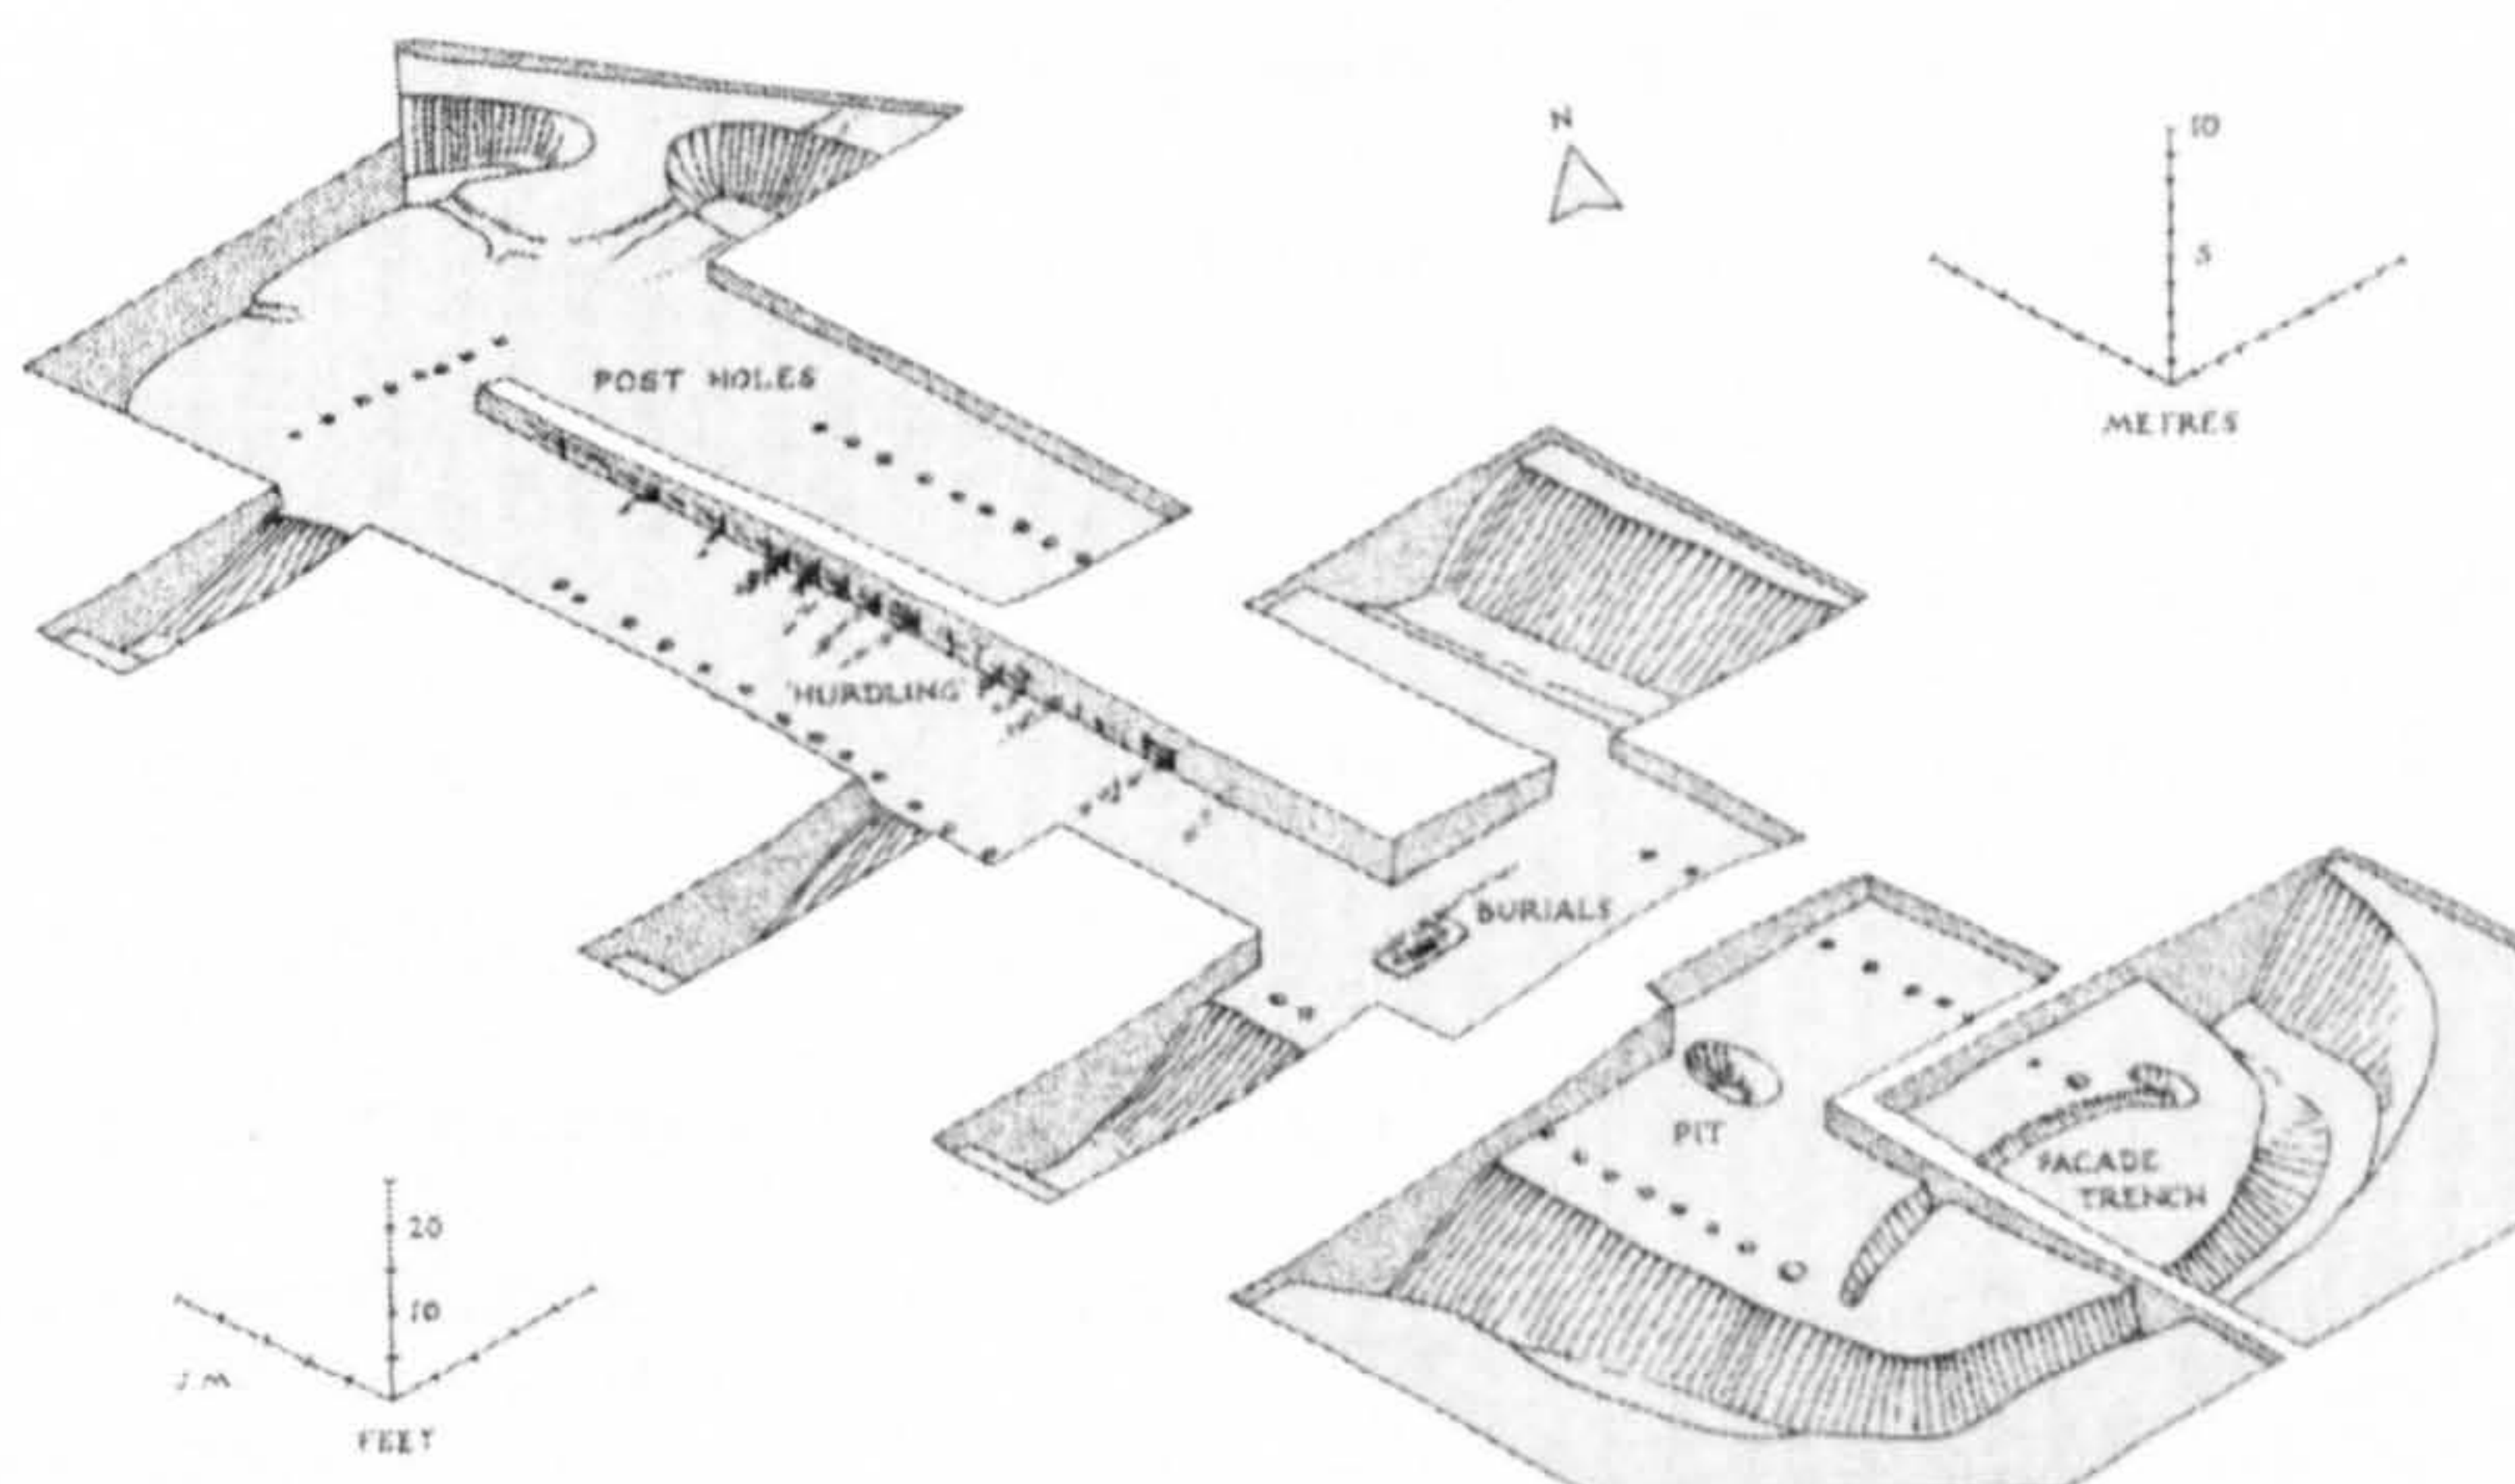 N
10
5
METRES
POST HOLES
'HURDLING'
BURIALS
PIT
FACADE
TRENCH
20
10
J M
FEET